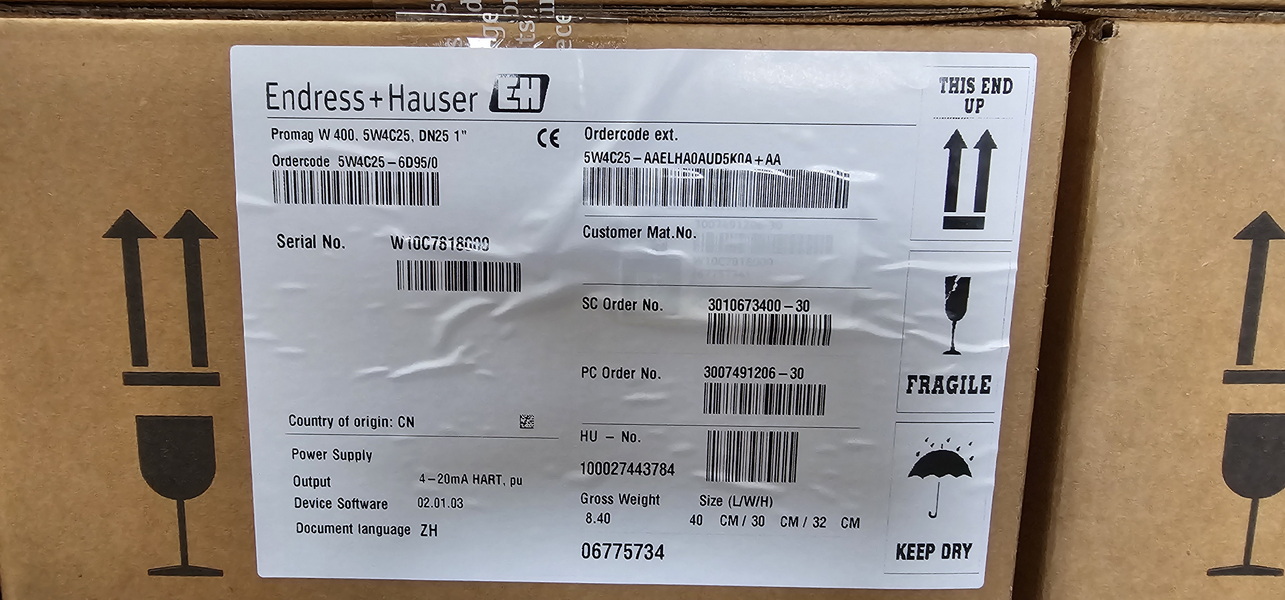 Endress+Hauser EH
Promag W 400, 5W4C25, DN25 1"
CE
Ordercode 5W4C25-6D95/0
Serial No. W10C7818000
Country of origin: CN
Power Supply
Output 4-20mA HART, pu
Device Software 02.01.03
Document language ZH
Ordercode ext.
5W4C25-AAELHA0AUD5K0A+AA
Customer Mat.No.
SC Order No. 3010673400-30
PC Order No. 3007491206-30
HU - No.
100027443784
Gross Weight Size (L/W/H)
8.40 40 CM / 30 CM / 32 CM
06775734
THIS END
UP
FRAGILE
KEEP DRY